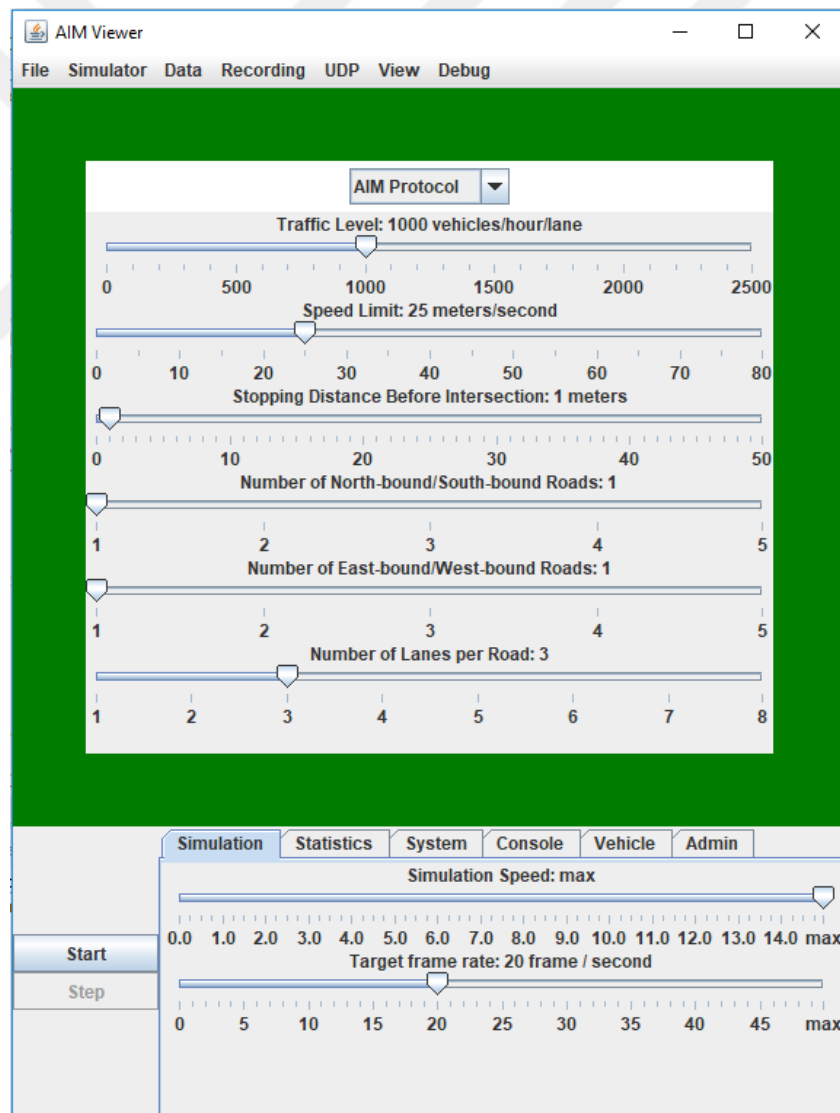 AIM Viewer
File Simulator Data Recording UDP View Debug
AIM Protocol
Traffic Level: 1000 vehicles/hour/lane
0 500 1000 1500 2000 2500
Speed Limit: 25 meters/second
0 10 20 30 40 50 60 70 80
Stopping Distance Before Intersection: 1 meters
0 10 20 30 40 50
Number of North-bound/South-bound Roads: 1
1 2 3 4 5
Number of East-bound/West-bound Roads: 1
1 2 3 4 5
Number of Lanes per Road: 3
1 2 3 4 5 6 7 8
Simulation Statistics System Console Vehicle Admin
Simulation Speed: max
0.0 1.0 2.0 3.0 4.0 5.0 6.0 7.0 8.0 9.0 10.0 11.0 12.0 13.0 14.0 max
Start
Target frame rate: 20 frame / second
Step
0 5 10 15 20 25 30 35 40 45 max